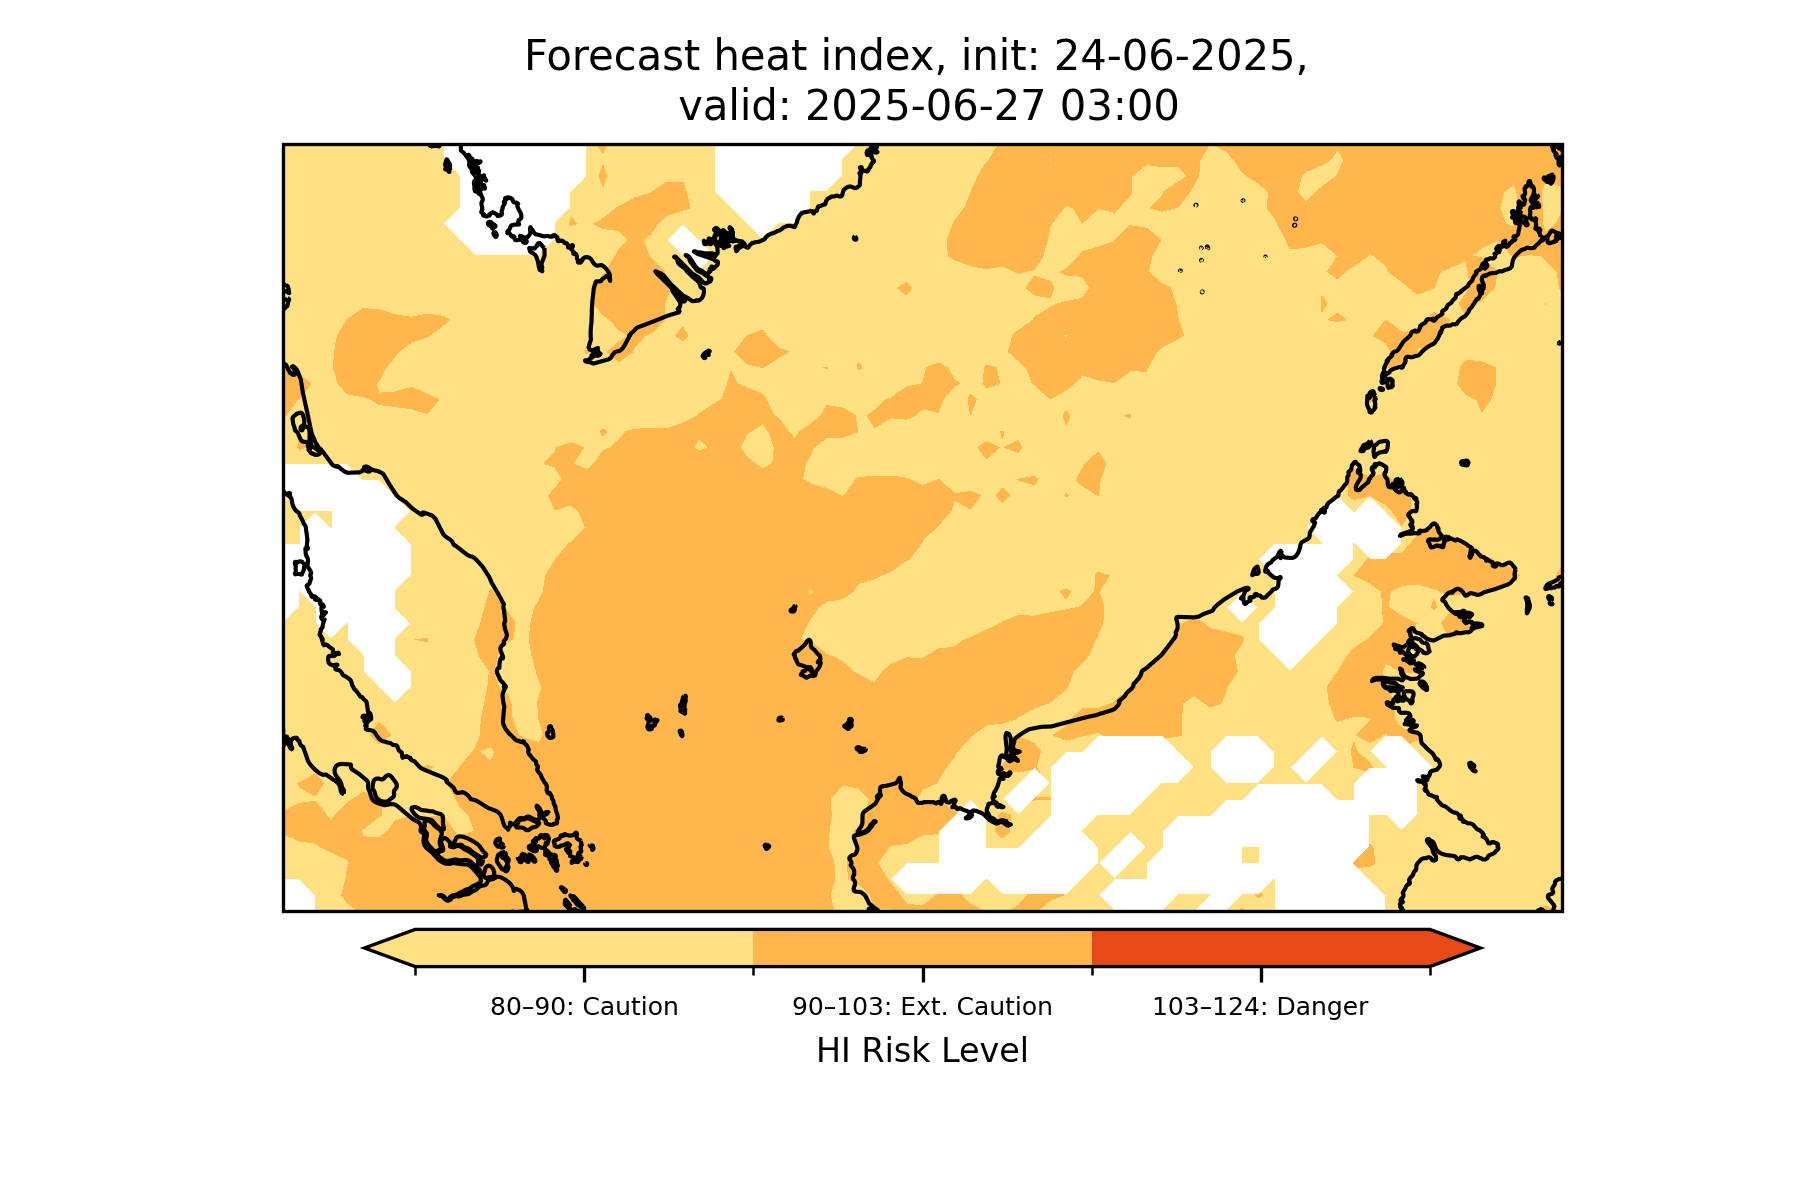 Forecast heat index, init: 24-06-2025,
valid: 2025-06-27 03:00
80–90: Caution
90–103: Ext. Caution
103–124: Danger
HI Risk Level